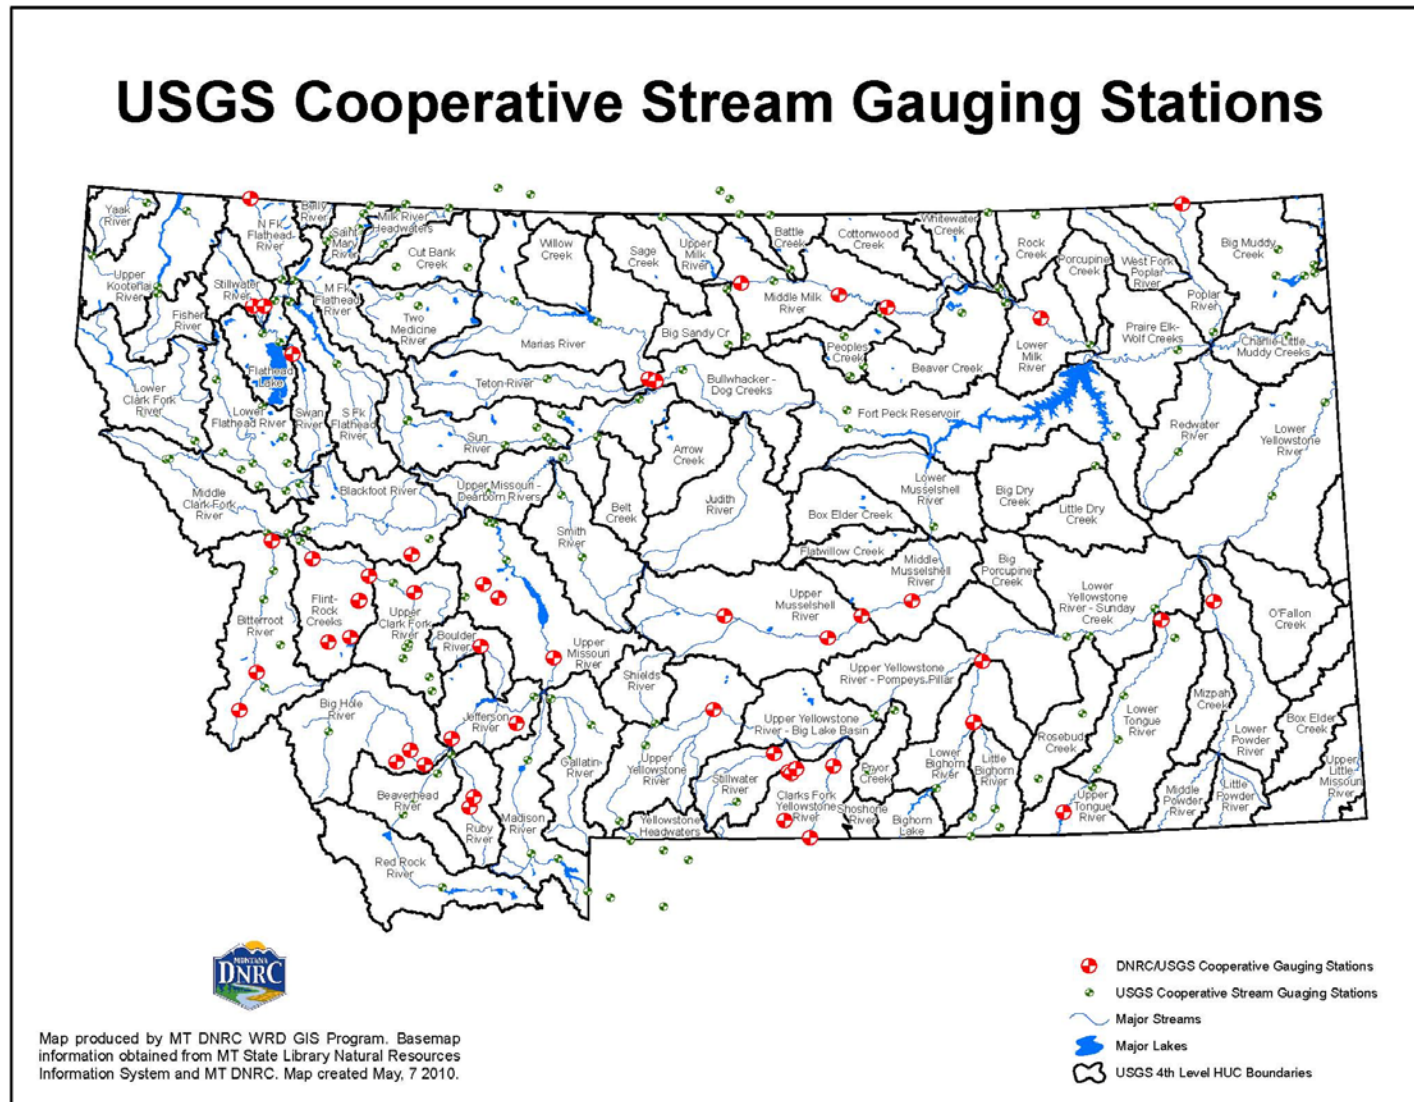 USGS Cooperative Stream Gauging Stations
Yaak
River
N Fk
Flathead
River
Belly
River
Saint
Mary
River
Milk River
Headwaters
Cut Bank
Creek
Willow
Creek
Sage
Creek
Upper
Milk
River
Battle
Creek
Cottonwood
Creek
Whitewater
Creek
Rock
Creek
Porcupine
Creek
West Fork
Poplar
River
Big Muddy
Creek
Upper
Kootenai
River
Stillwater
River
M Fk
Flathead
River
Fisher
River
Two
Medicine
River
Marias River
Big Sandy Cr
Middle Milk
River
Peoples
Creek
Beaver Creek
Lower
Milk
River
Poplar
River
Praire Elk-
Wolf Creeks
Charlie-Little
Muddy Creeks
Flathead
Lake
Lower
Clark Fork
River
Lower
Flathead River
Swan
River
S Fk
Flathead
River
Teton River
Bullwhacker -
Dog Creeks
Fort Peck Reservoir
Redwater
River
Lower
Yellowstone
River
Sun
River
Arrow
Creek
Judith
River
Lower
Musselshell
River
Big Dry
Creek
Little Dry
Creek
Middle
Clark Fork
River
Blackfoot River
Upper Missouri -
Dearborn Rivers
Smith
River
Belt
Creek
Box Elder Creek
Flatwillow Creek
Middle
Musselshell
River
Big
Porcupine
Creek
Lower
Yellowstone
River - Sunday
Creek
O'Fallon
Creek
Bitterroot
River
Flint-
Rock
Creeks
Upper
Clark Fork
River
Boulder
River
Upper
Missouri
River
Upper
Musselshell
River
Shields
River
Upper Yellowstone
River - Pompeys Pillar
Big Hole
River
Jefferson
River
Gallatin
River
Upper
Yellowstone
River
Upper Yellowstone
River - Big Lake Basin
Stillwater
River
Clarks Fork
Yellowstone
River
Pryor
Creek
Shoshone
River
Lower
Bighorn
River
Bighorn
Lake
Little
Bighorn
River
Rosebud
Creek
Lower
Tongue
River
Upper
Tongue
River
Mizpah
Creek
Lower
Powder
River
Middle
Powder
River
Little
Powder
River
Box Elder
Creek
Upper
Little
Missouri
River
Beaverhead
River
Ruby
River
Madison
River
Yellowstone
Headwaters
Red Rock
River
MONTANA
DNRC
DNRC/USGS Cooperative Gauging Stations
USGS Cooperative Stream Guaging Stations
Major Streams
Major Lakes
USGS 4th Level HUC Boundaries
Map produced by MT DNRC WRD GIS Program. Basemap
information obtained from MT State Library Natural Resources
Information System and MT DNRC. Map created May, 7 2010.